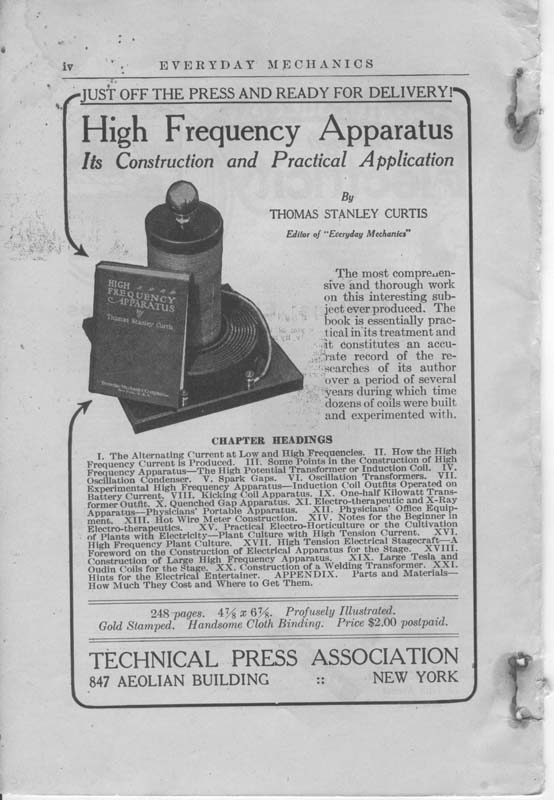 iv EVERYDAY MECHANICS
JUST OFF THE PRESS AND READY FOR DELIVERY!
High Frequency Apparatus
Its Construction and Practical Application
By
THOMAS STANLEY CURTIS
Editor of "Everyday Mechanics"
HIGH
FREQUENCY
APPARATUS
Thomas Stanley Curtis
The most comprehen-
sive and thorough work
on this interesting sub-
ject ever produced. The
book is essentially prac-
tical in its treatment and
it constitutes an accu-
rate record of the re-
searches of its author
over a period of several
years during which time
dozens of coils were built
and experimented with.
CHAPTER HEADINGS
I. The Alternating Current at Low and High Frequencies. II. How the High
Frequency Current is Produced. III. Some Points in the Construction of High
Frequency Apparatus—The High Potential Transformer or Induction Coil. IV.
Oscillation Condenser. V. Spark Gaps. VI. Oscillation Transformers. VII.
Experimental High Frequency Apparatus—Induction Coil Outfits Operated on
Battery Current. VIII. Kicking Coil Apparatus. IX. One-half Kilowatt Trans-
former Outfit. X. Quenched Gap Apparatus. XI. Electro-therapeutic and X-Ray
Apparatus—Physicians' Portable Apparatus. XII. Physicians' Office Equip-
ment. XIII. Hot Wire Meter Construction. XIV. Notes for the Beginner in
Electro-therapeutics. XV. Practical Electro-Horticulture or the Cultivation
of Plants with Electricity—Plant Culture with High Tension Current. XVI.
High Frequency Plant Culture. XVII. High Tension Electrical Stagecraft—A
Foreword on the Construction of Electrical Apparatus for the Stage. XVIII.
Construction of Large High Frequency Apparatus. XIX. Large Tesla and
Oudin Coils for the Stage. XX. Construction of a Welding Transformer. XXI.
Hints for the Electrical Entertainer. APPENDIX. Parts and Materials—
How Much They Cost and Where to Get Them.
248 pages. 4⅞ x 6⅞. Profusely Illustrated.
Gold Stamped. Handsome Cloth Binding. Price $2.00 postpaid.
TECHNICAL PRESS ASSOCIATION
847 AEOLIAN BUILDING :: NEW YORK